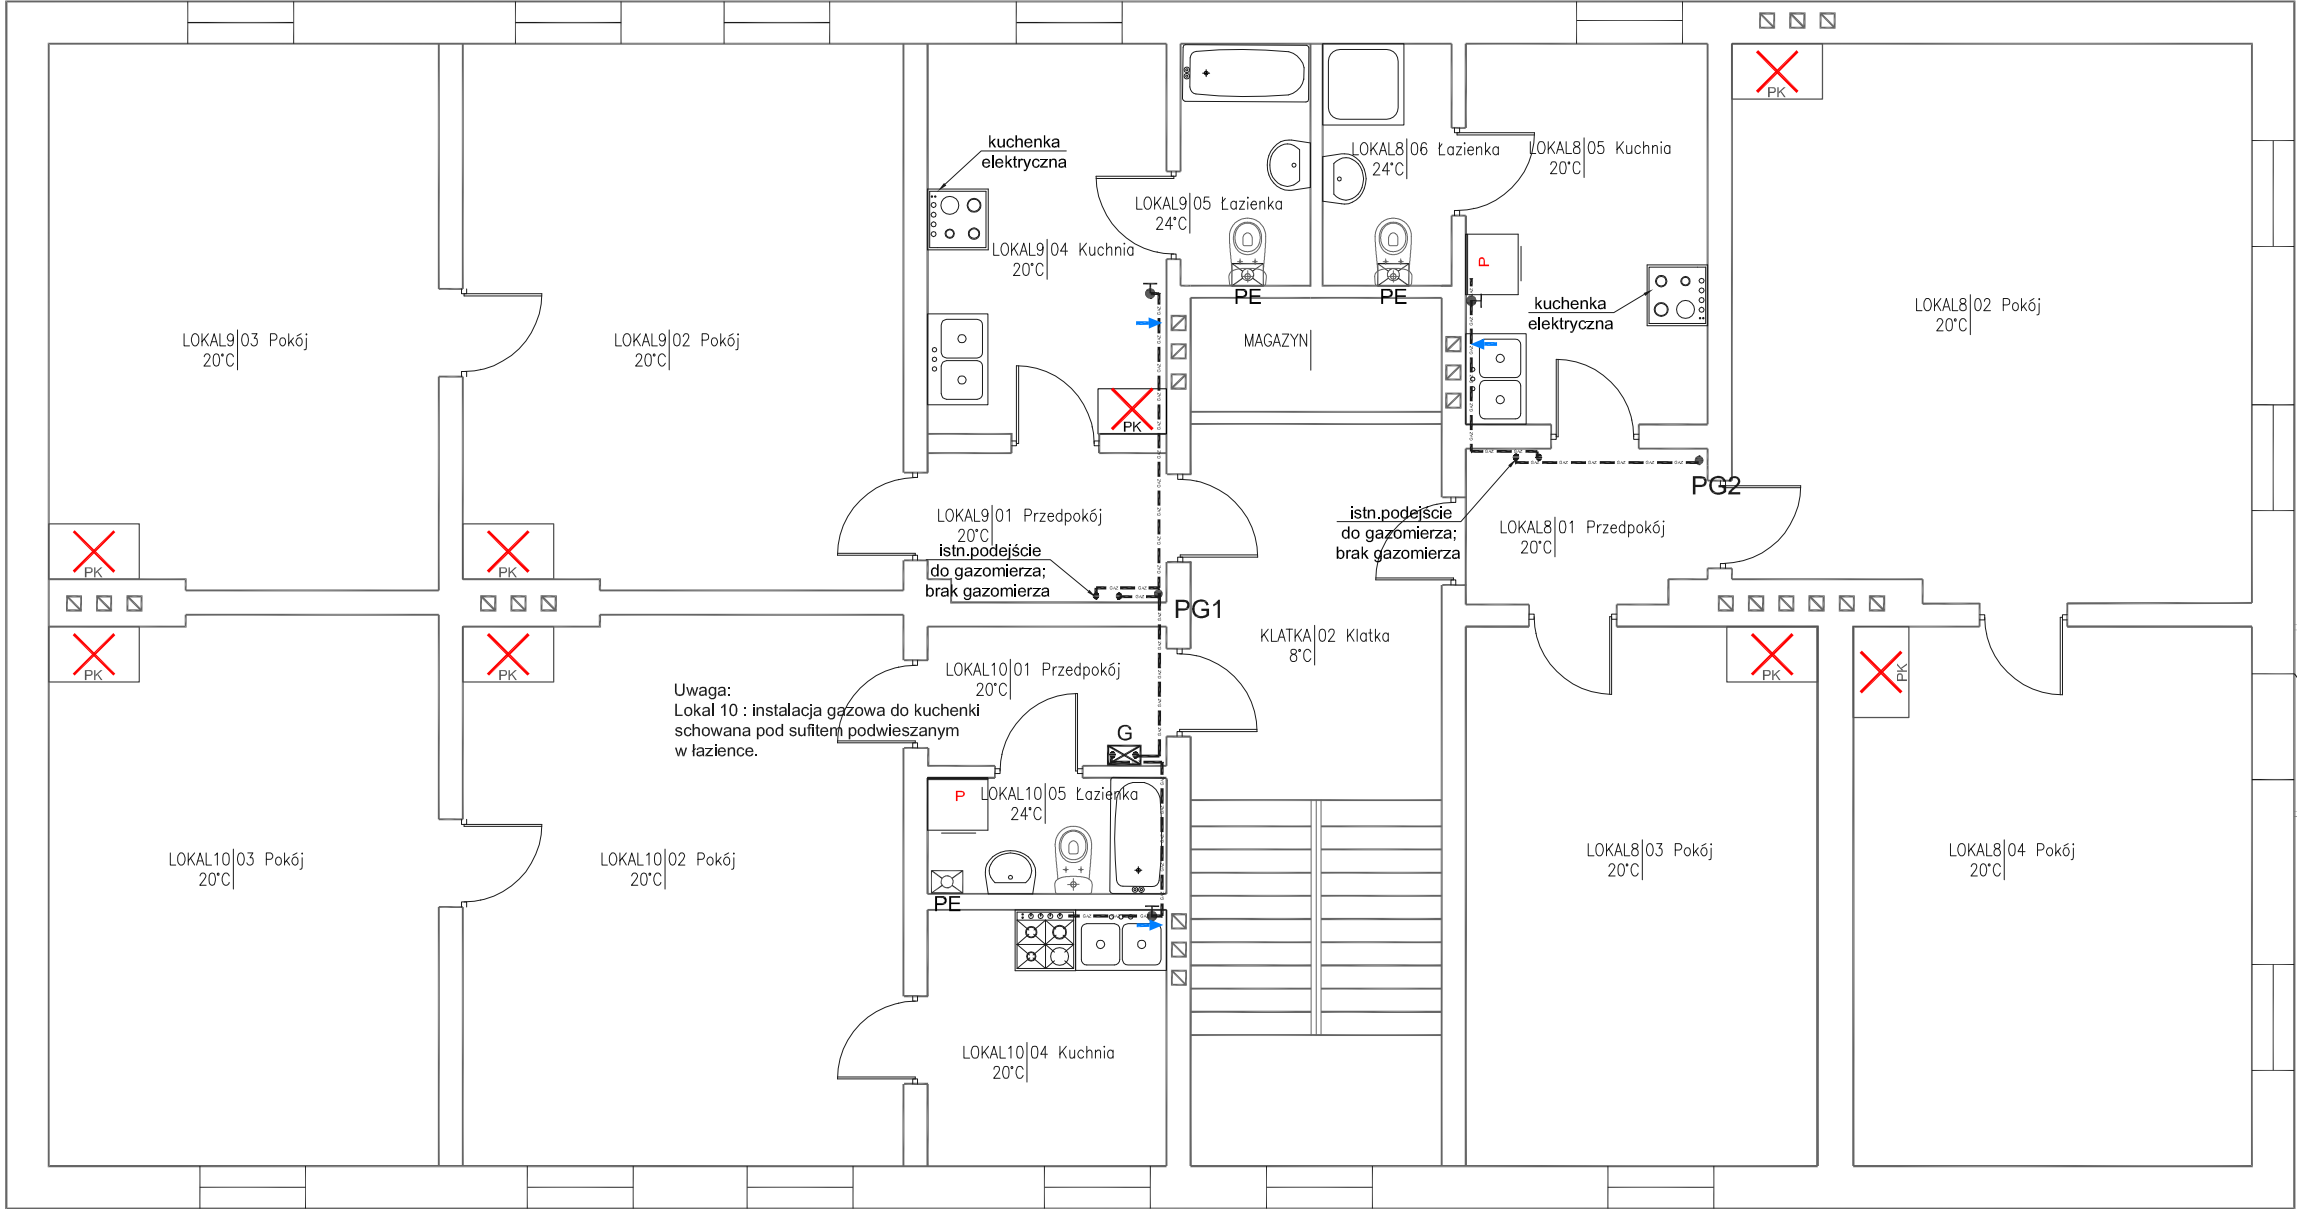 PK
kuchenka
elektryczna
LOKAL8 06 Łazienka
24°C
LOKAL8 05 Kuchnia
20°C
LOKAL9 05 Łazienka
24°C
LOKAL9 04 Kuchnia
20°C
P
PE
PE
kuchenka
elektryczna
LOKAL8 02 Pokój
20°C
LOKAL9 03 Pokój
20°C
LOKAL9 02 Pokój
20°C
MAGAZYN
PK
PG2
LOKAL9 01 Przedpokój
20°C
istn.podejście
do gazomierza;
brak gazomierza
istn.podejście
do gazomierza;
brak gazomierza
LOKAL8 01 Przedpokój
20°C
PK
PK
PG1
KLATKA 02 Klatka
8°C
PK
PK
PK
PK
LOKAL10 01 Przedpokój
20°C
Uwaga:
Lokal 10 : instalacja gazowa do kuchenki
schowana pod sufitem podwieszanym
w łazience.
G
P
LOKAL10 05 Łazienka
24°C
LOKAL10 03 Pokój
20°C
LOKAL10 02 Pokój
20°C
LOKAL8 03 Pokój
20°C
LOKAL8 04 Pokój
20°C
PE
LOKAL10 04 Kuchnia
20°C